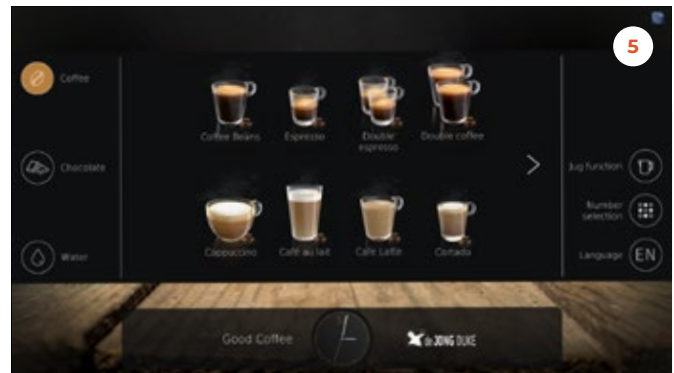 5
Coffee
Chocolate
Water
Coffee Beans
Espresso
Double
espresso
Double coffee
Cappuccino
Café au lait
Cafe Latin
Cortado
Jug function
Number
selection
Language
EN
Good Coffee
de JONG DUKE